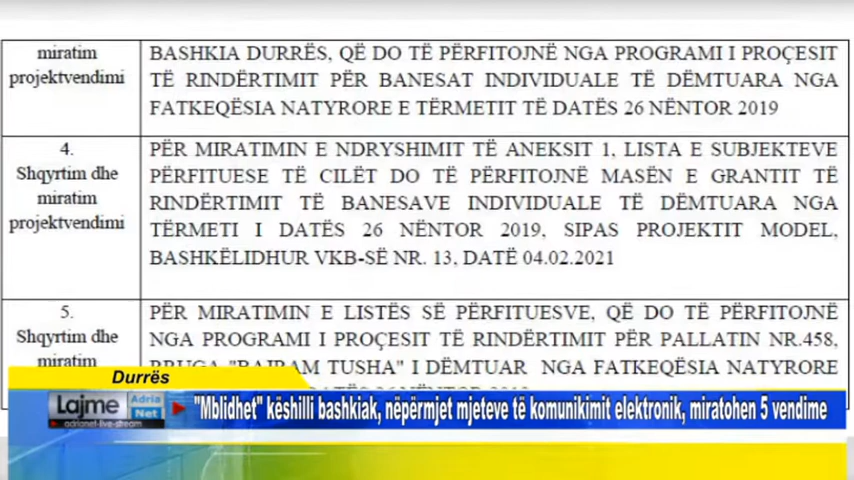 miratim
projektvendimi
BASHKIA DURRËS, QË DO TË PËRFITOJNË NGA PROGRAMI I PROÇESIT
TË RINDËRTIMIT PËR BANESAT INDIVIDUALE TË DËMTUARA NGA
FATKEQËSIA NATYRORE E TËRMETIT TË DATËS 26 NËNTOR 2019
4.
Shqyrtim dhe
miratim
projektvendimi
PËR MIRATIMIN E NDRYSHIMIT TË ANEKSIT 1, LISTA E SUBJEKTEVE
PËRFITUESE TË CILËT DO TË PËRFITOJNË MASËN E GRANTIT TË
RINDËRTIMIT TË BANESAVE INDIVIDUALE TË DËMTUARA NGA
TËRMETI I DATËS 26 NËNTOR 2019, SIPAS PROJEKTIT MODEL,
BASHKËLIDHUR VKB-SË NR. 13, DATË 04.02.2021
5.
Shqyrtim dhe
miratim
PËR MIRATIMIN E LISTËS SË PËRFITUESVE, QË DO TË PËRFITOJNË
NGA PROGRAMI I PROÇESIT TË RINDËRTIMIT PËR PALLATIN NR.458,
RRUGA "BAJRAM TUSHA" I DËMTUAR NGA FATKEQËSIA NATYRORE
Durrës
Lajme Adria Net
adrianet-live-stream
"Mblidhet" këshilli bashkiak, nëpërmjet mjeteve të komunikimit elektronik, miratohen 5 vendime